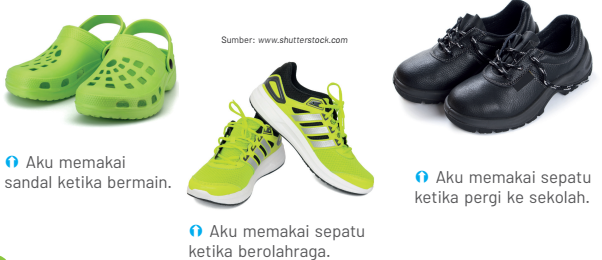 Sumber: www.shutterstock.com
Aku memakai
sandal ketika bermain.
Aku memakai sepatu
ketika berolahraga.
Aku memakai sepatu
ketika pergi ke sekolah.